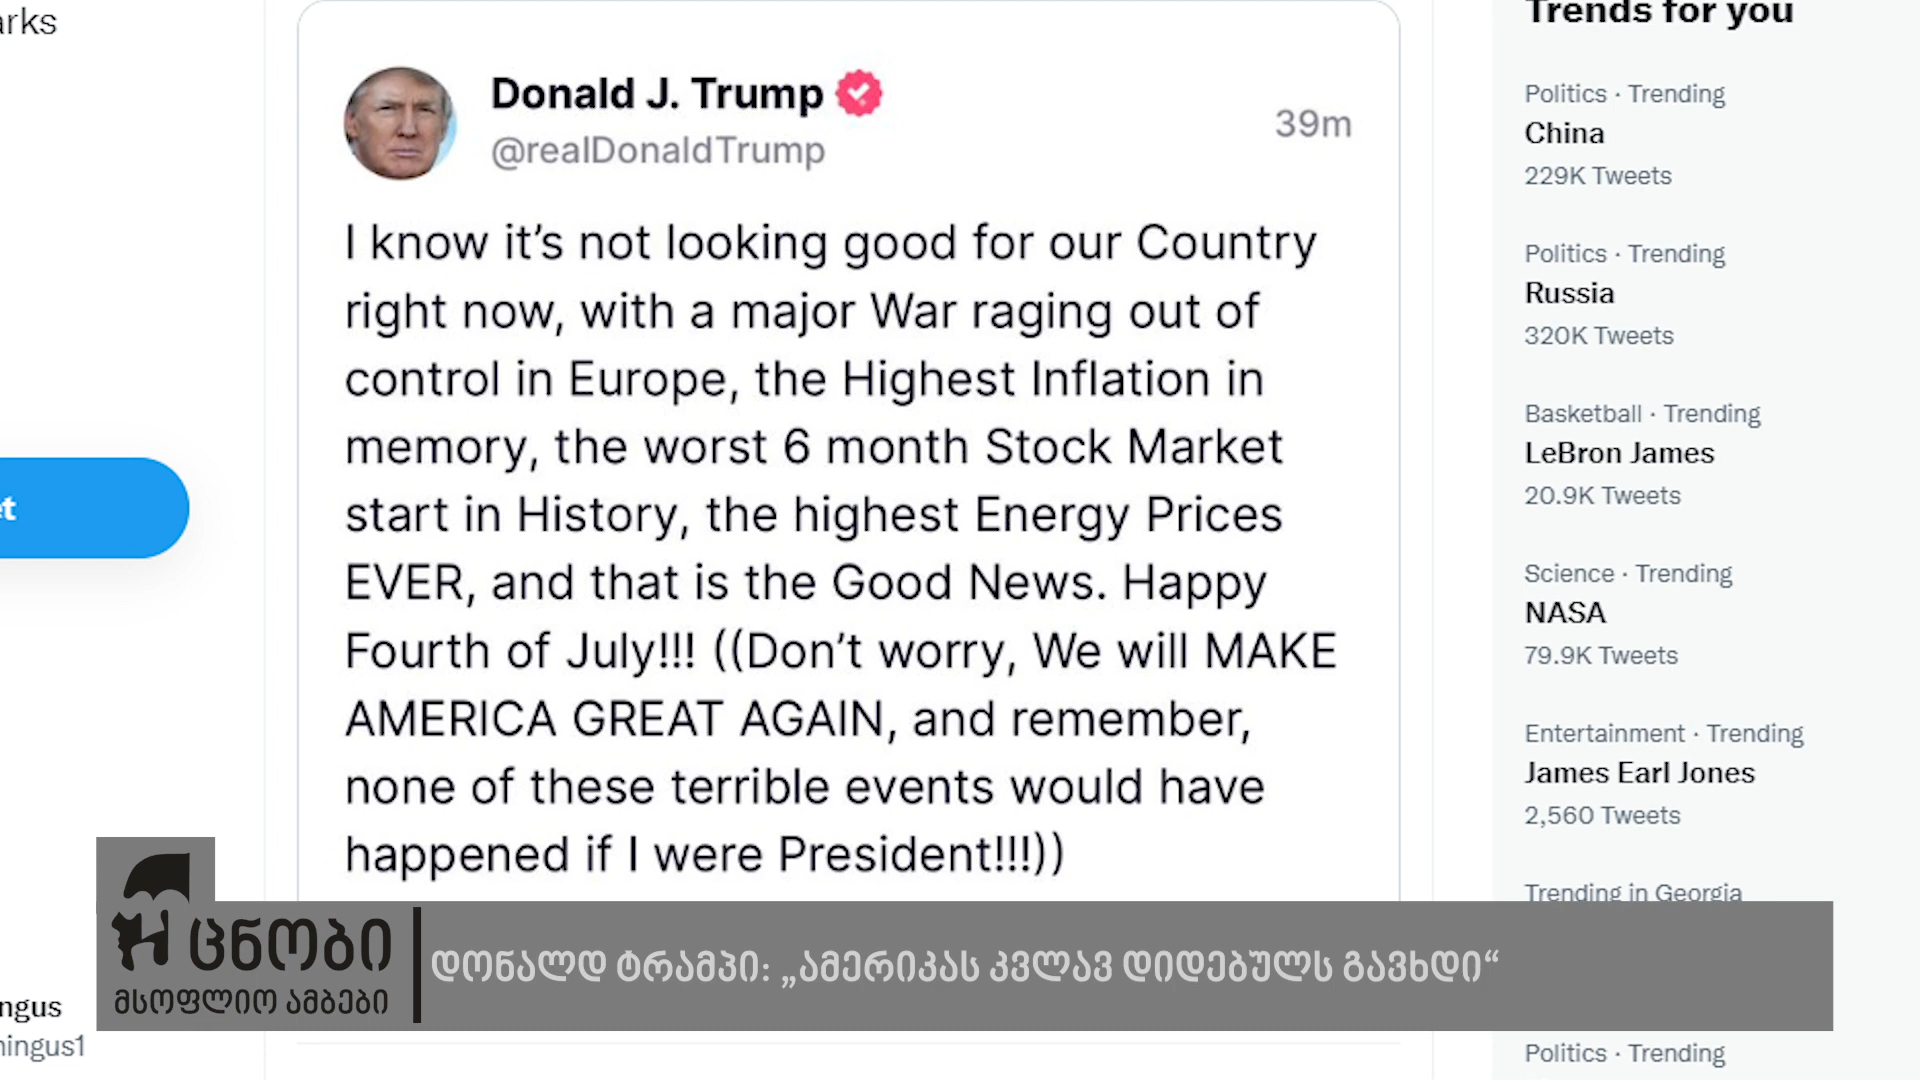 arks
Donald J. Trump
@realDonaldTrump
39m
I know it’s not looking good for our Country
right now, with a major War raging out of
control in Europe, the Highest Inflation in
memory, the worst 6 month Stock Market
start in History, the highest Energy Prices
EVER, and that is the Good News. Happy
Fourth of July!!! ((Don’t worry, We will MAKE
AMERICA GREAT AGAIN, and remember,
none of these terrible events would have
happened if I were President!!!))
et
ngus
ningus1
Trends for you
Politics · Trending
China
229K Tweets
Politics · Trending
Russia
320K Tweets
Basketball · Trending
LeBron James
20.9K Tweets
Science · Trending
NASA
79.9K Tweets
Entertainment · Trending
James Earl Jones
2,560 Tweets
Trending in Georgia
Politics · Trending
ცნობი
მსოფლიო ამბები
დონალდ ტრამპი: „ამერიკას კვლავ დიდებულს გავხდი“